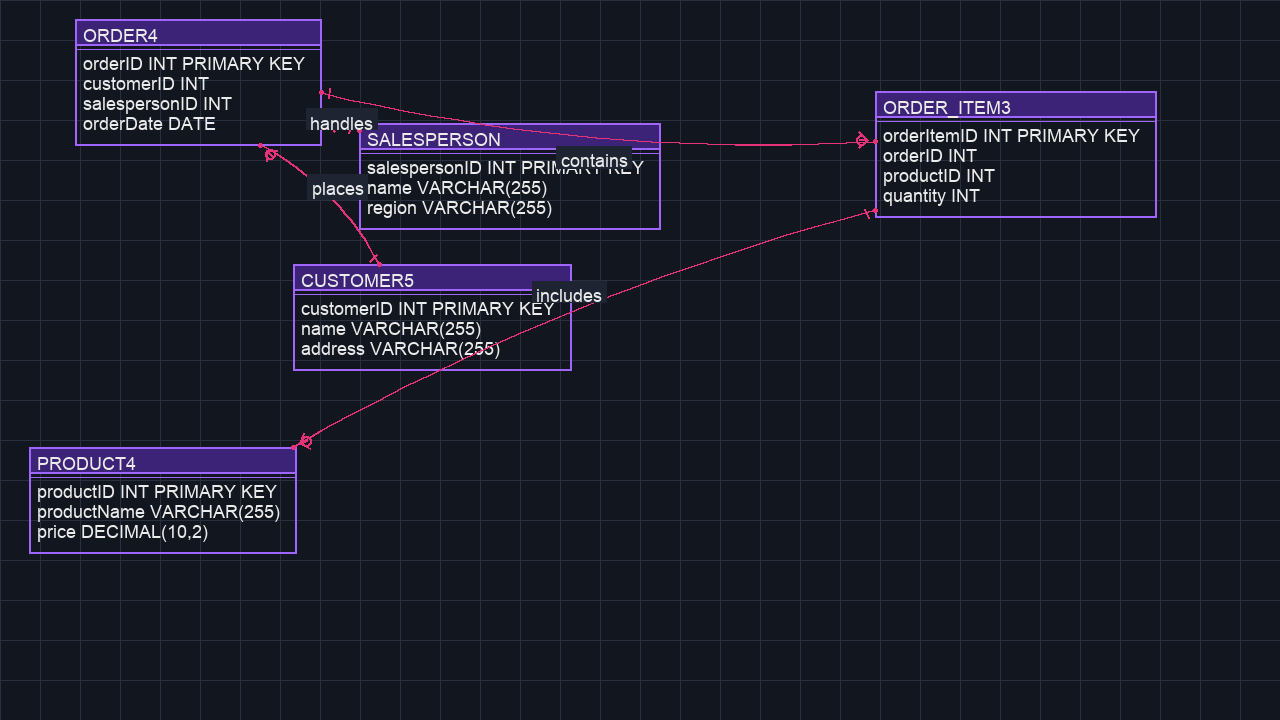 ORDER4
orderID INT PRIMARY KEY
customerID INT
salespersonID INT
orderDate DATE
handles
SALESPERSON
salespersonID INT PRIMARY KEY
name VARCHAR(255)
region VARCHAR(255)
contains
places
ORDER_ITEM3
orderItemID INT PRIMARY KEY
orderID INT
productID INT
quantity INT
CUSTOMER5
customerID INT PRIMARY KEY
name VARCHAR(255)
address VARCHAR(255)
includes
PRODUCT4
productID INT PRIMARY KEY
productName VARCHAR(255)
price DECIMAL(10,2)